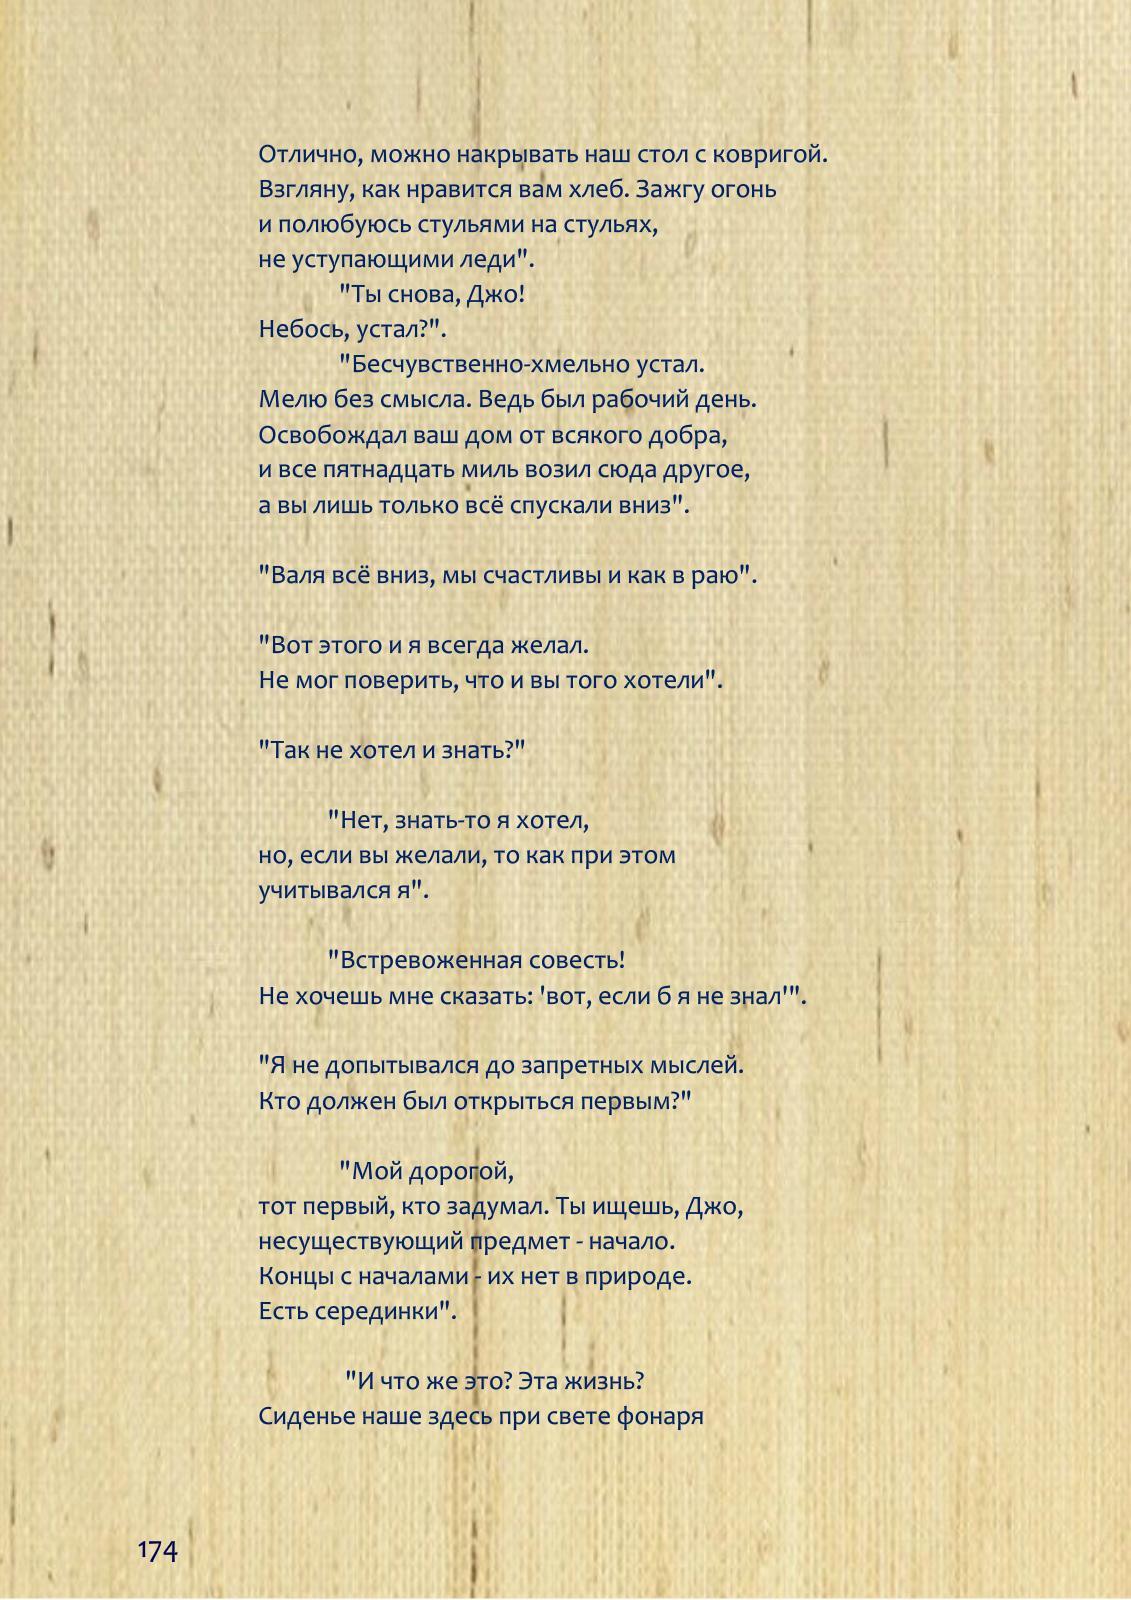 Отлично, можно накрывать наш стол с ковригой.
Взгляну, как нравится вам хлеб. Зажгу огонь
и полюбуюсь стульями на стульях,
не уступающими леди".
"Ты снова, Джо!
Небось, устал?".
"Бесчувственно-хмельно устал.
Мелю без смысла. Ведь был рабочий день.
Освобождал ваш дом от всякого добра,
и все пятнадцать миль возил сюда другое,
а вы лишь только всё спускали вниз".
"Валя всё вниз, мы счастливы и как в раю".
"Вот этого и я всегда желал.
Не мог поверить, что и вы того хотели".
"Так не хотел и знать?"
"Нет, знать-то я хотел,
но, если вы желали, то как при этом
учитывался я".
"Встревоженная совесть!
Не хочешь мне сказать: 'вот, если б я не знал'".
"Я не допытывался до запретных мыслей.
Кто должен был открыться первым?"
"Мой дорогой,
тот первый, кто задумал. Ты ищешь, Джо,
несуществующий предмет - начало.
Концы с началами - их нет в природе.
Есть серединки".
"И что же это? Эта жизнь?
Сиденье наше здесь при свете фонаря
174